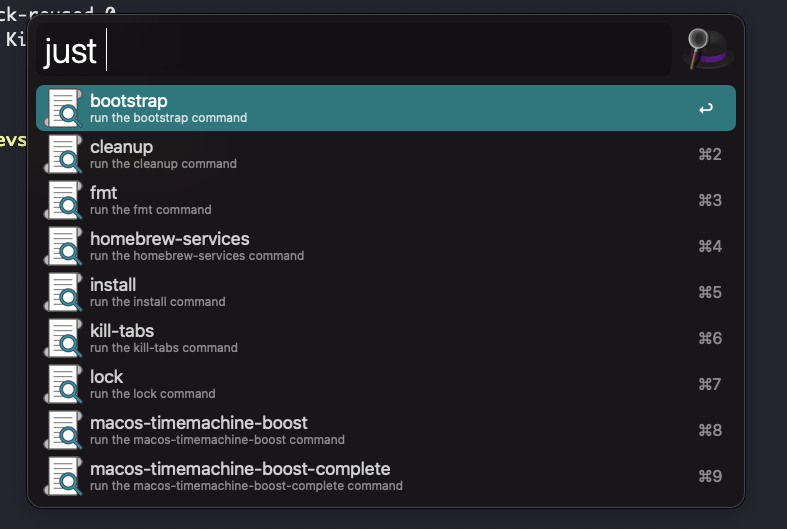 ck-reused 0
Ki
evs
just
bootstrap
run the bootstrap command
↩
cleanup
run the cleanup command
⌘2
fmt
run the fmt command
⌘3
homebrew-services
run the homebrew-services command
⌘4
install
run the install command
⌘5
kill-tabs
run the kill-tabs command
⌘6
lock
run the lock command
⌘7
macos-timemachine-boost
run the macos-timemachine-boost command
⌘8
macos-timemachine-boost-complete
run the macos-timemachine-boost-complete command
⌘9